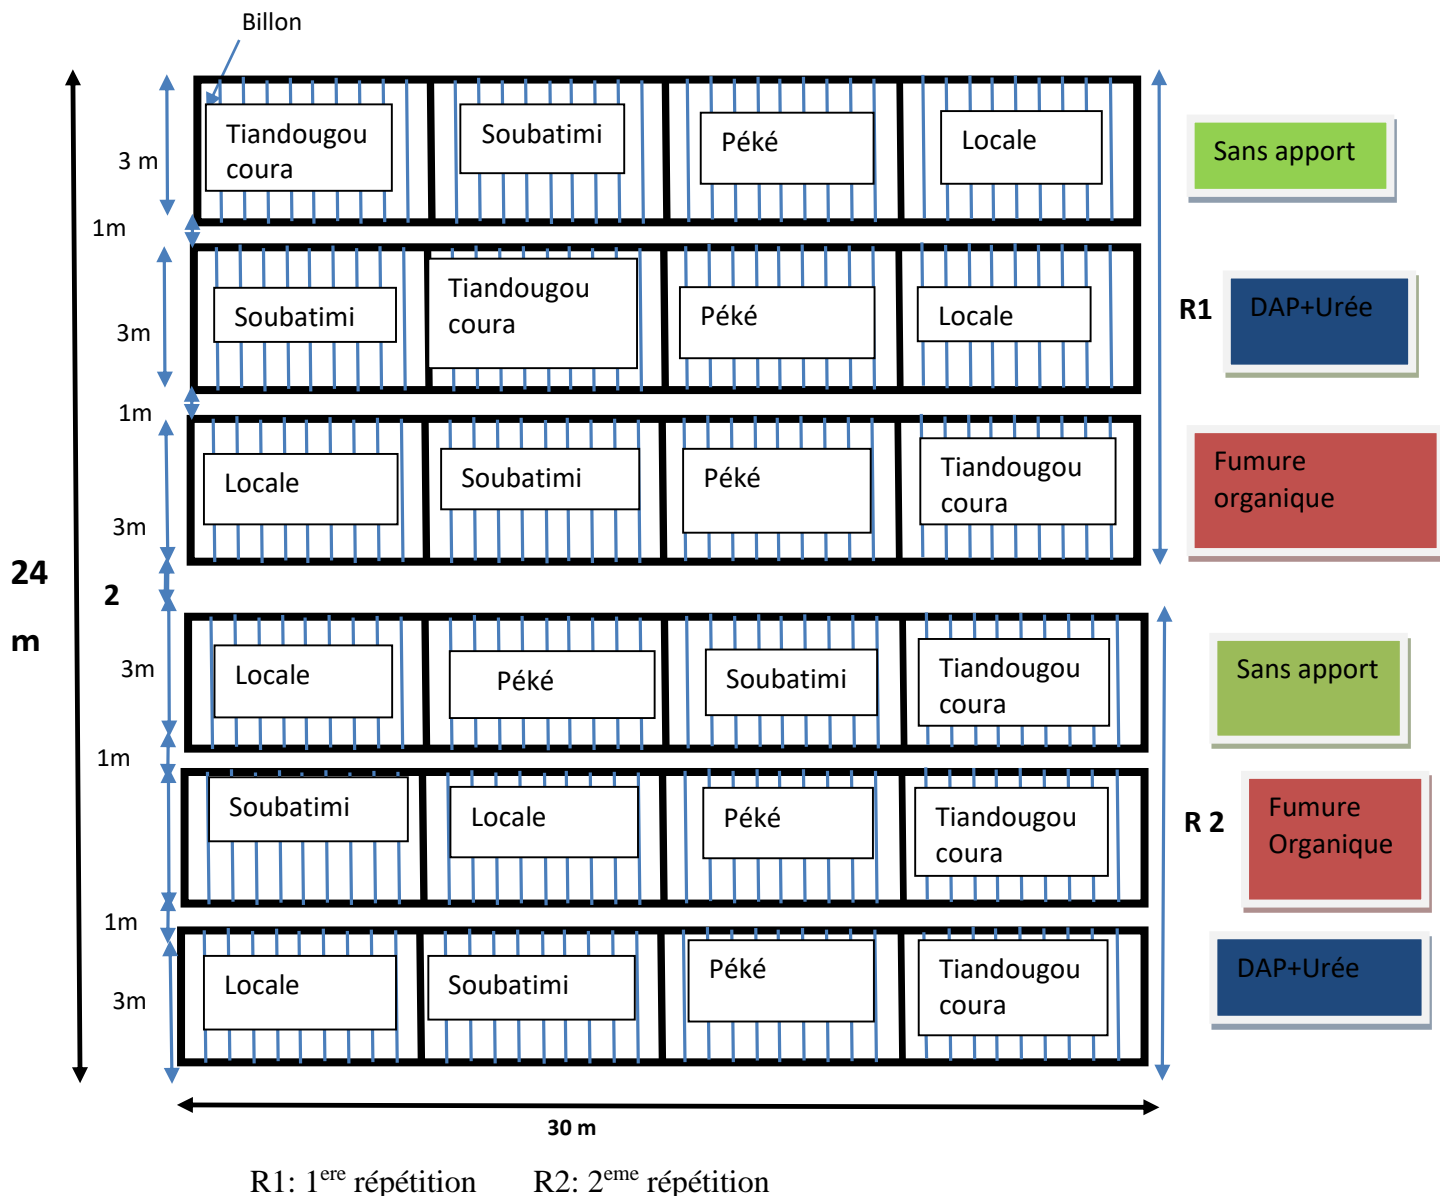 Billon
3 m
Tiandougou
coura
Soubatimi
Péké
Locale
Sans apport
1m
3m
Soubatimi
Tiandougou
coura
Péké
Locale
R1
DAP+Urée
1m
3m
Locale
Soubatimi
Péké
Tiandougou
coura
Fumure
organique
24
m
2
3m
Locale
Péké
Soubatimi
Tiandougou
coura
Sans apport
1m
Soubatimi
Locale
Péké
Tiandougou
coura
R 2
Fumure
Organique
1m
3m
Locale
Soubatimi
Péké
Tiandougou
coura
DAP+Urée
30 m
R1: 1ere répétition R2: 2eme répétition